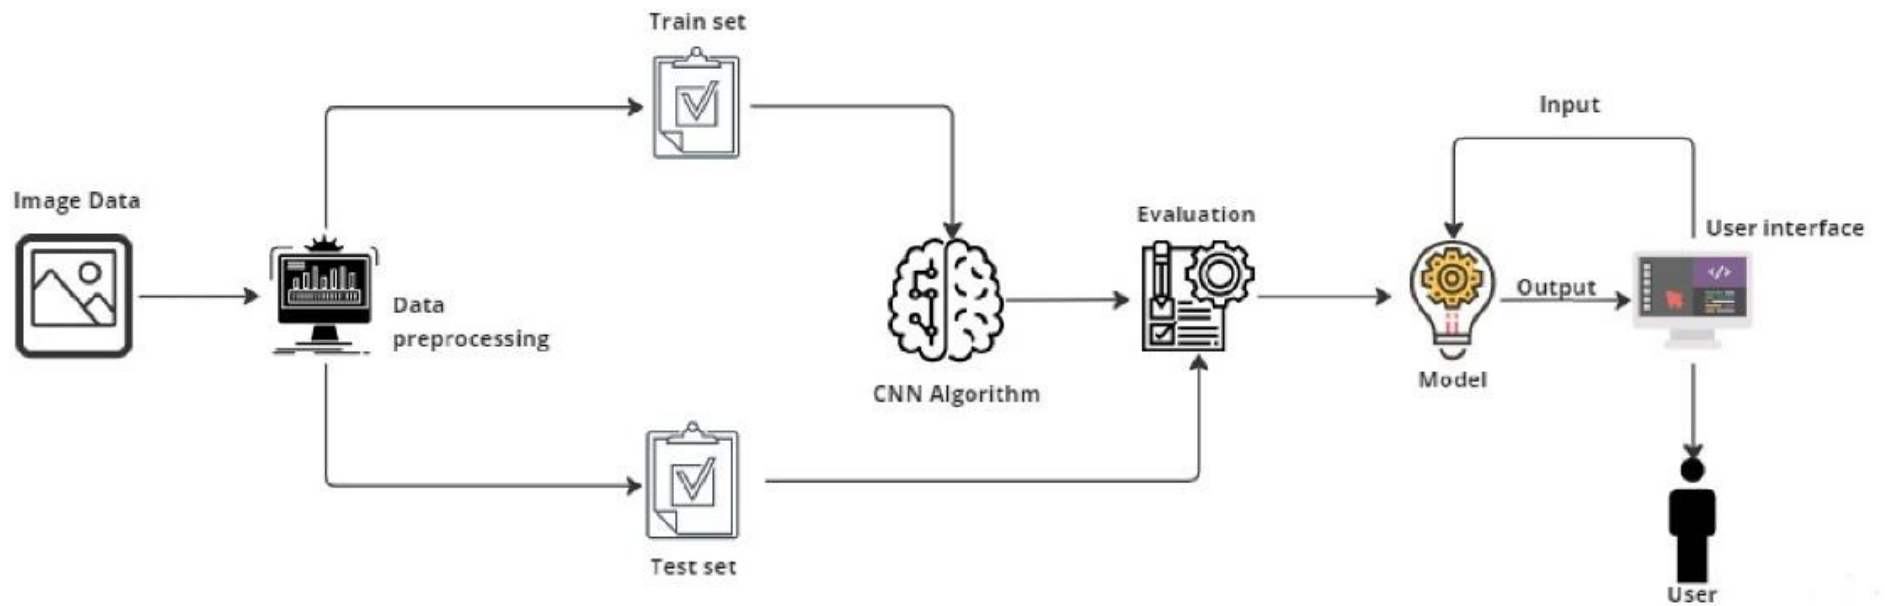 Train set
Input
Image Data
Evaluation
User interface
Data
preprocessing
Output
</>
Model
CNN Algorithm
Test set
User